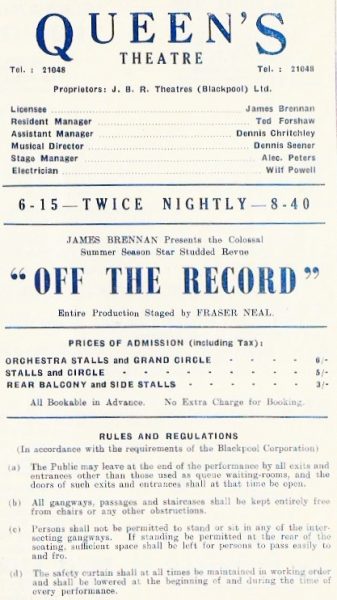 QUEEN'S
THEATRE
Tel. : 21048 Tel. : 21048
Proprietors: J. B. R. Theatres (Blackpool) Ltd.
Licensee James Brennan
Resident Manager Ted Forshaw
Assistant Manager Dennis Chritchley
Musical Director Dennis Seener
Stage Manager Alec. Peters
Electrician Wilf Powell
6-15—TWICE NIGHTLY—8-40
JAMES BRENNAN Presents the Colossal
Summer Season Star Studded Revue
"OFF THE RECORD"
Entire Production Staged by FRASER NEAL.
PRICES OF ADMISSION (including Tax):
ORCHESTRA STALLS and GRAND CIRCLE - - - - 6/-
STALLS and CIRCLE - - - - - - - - 5/-
REAR BALCONY and SIDE STALLS - - - - - 3/-
All Bookable in Advance. No Extra Charge for Booking.
RULES AND REGULATIONS
(In accordance with the requirements of the Blackpool Corporation)
(a) The Public may leave at the end of the performance by all exits and
entrances other than those used as queue waiting-rooms, and the
doors of such exits and entrances shall at that time be open.
(b) All gangways, passages and staircases shall be kept entirely free
from chairs or any other obstructions.
(c) Persons shall not be permitted to stand or sit in any of the inter-
secting gangways. If standing be permitted at the rear of the
seating, sufficient space shall be left for persons to pass easily to
and fro.
(d) The safety curtain shall at all times be maintained in working order
and shall be lowered at the beginning of and during the time of
every performance.